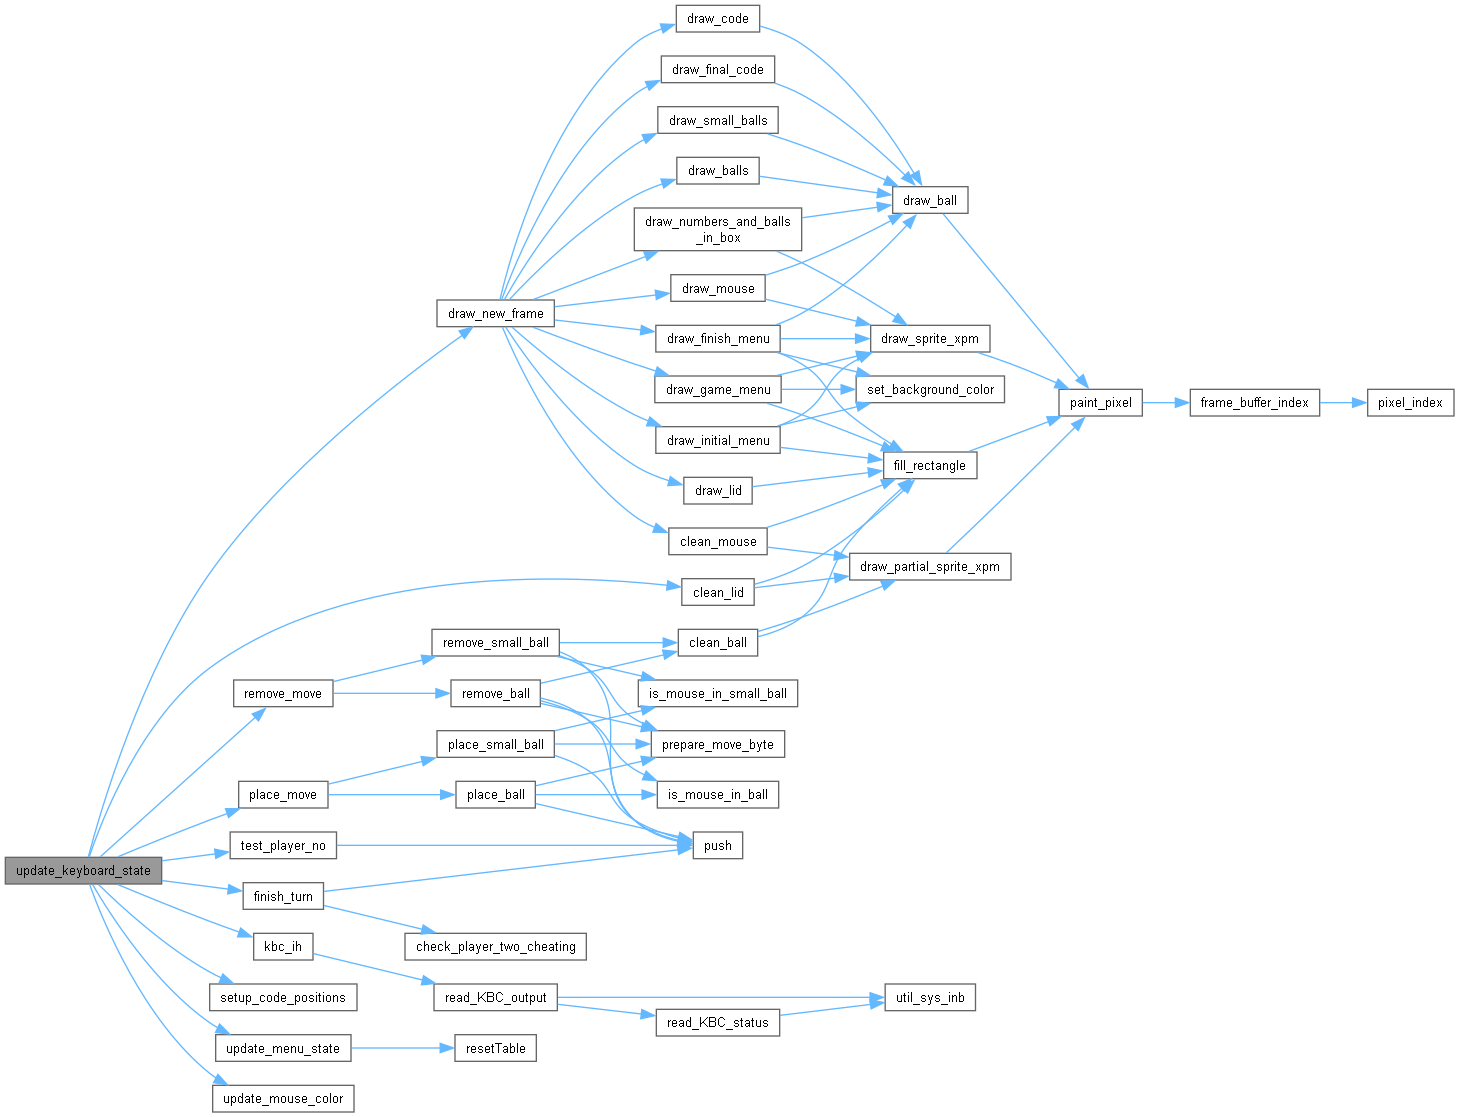 draw_code
draw_final_code
draw_small_balls
draw_balls
draw_ball
draw_numbers_and_balls
_in_box
draw_mouse
draw_new_frame
draw_finish_menu
draw_sprite_xpm
draw_game_menu
set_background_color
paint_pixel
frame_buffer_index
pixel_index
draw_initial_menu
fill_rectangle
draw_lid
clean_mouse
draw_partial_sprite_xpm
clean_lid
remove_small_ball
clean_ball
remove_move
remove_ball
is_mouse_in_small_ball
place_small_ball
prepare_move_byte
place_move
place_ball
is_mouse_in_ball
test_player_no
push
update_keyboard_state
finish_turn
kbc_ih
check_player_two_cheating
setup_code_positions
read_KBC_output
util_sys_inb
read_KBC_status
update_menu_state
resetTable
update_mouse_color